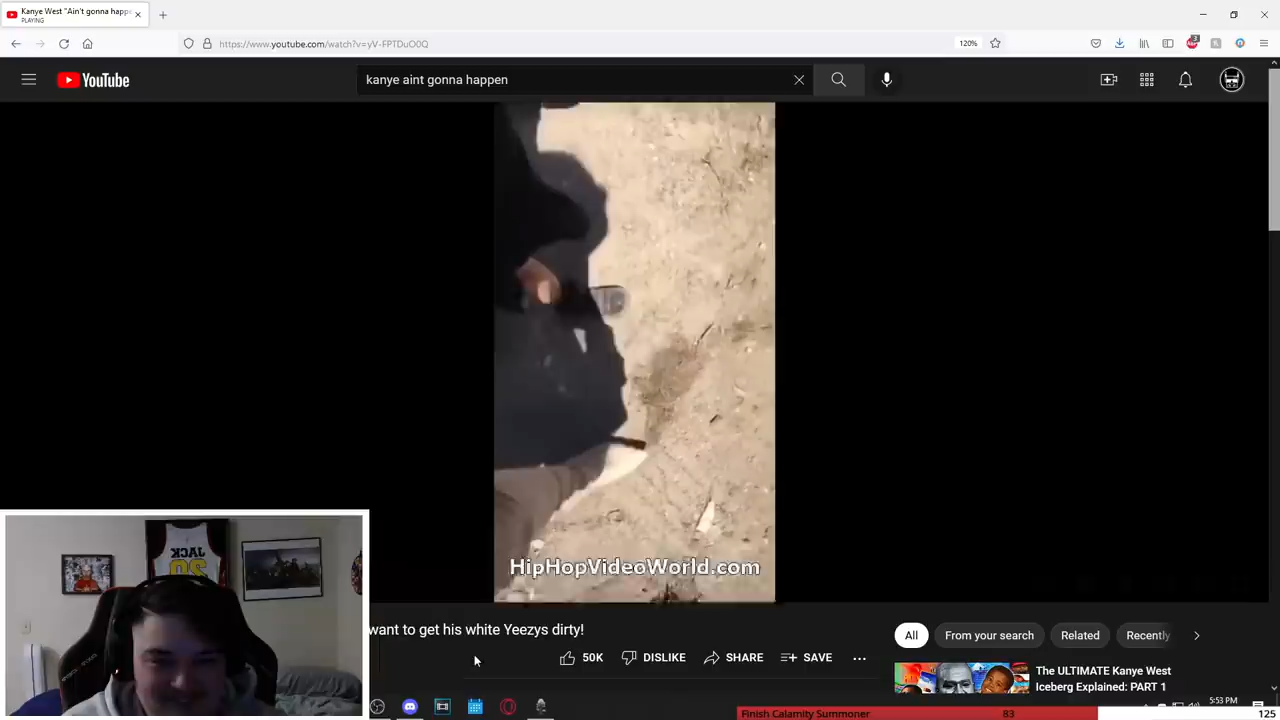 Kanye West "Ain't gonna happe
PLAYING
https://www.youtube.com/watch?v=yV-FPTDuO0Q
120%
3
YouTube
kanye aint gonna happen
HipHopVideoWorld.com
want to get his white Yeezys dirty!
50K
DISLIKE
SHARE
SAVE
All
From your search
Related
Recently
The ULTIMATE Kanye West
Iceberg Explained: PART 1
JACK
5:53 PM
Finish Calamity Summoner
83
125